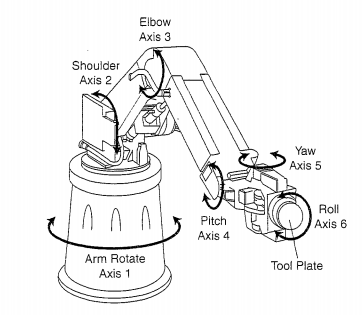 Elbow
Axis 3
Shoulder
Axis 2
Yaw
Axis 5
Pitch
Axis 4
Roll
Axis 6
Arm Rotate
Axis 1
Tool Plate